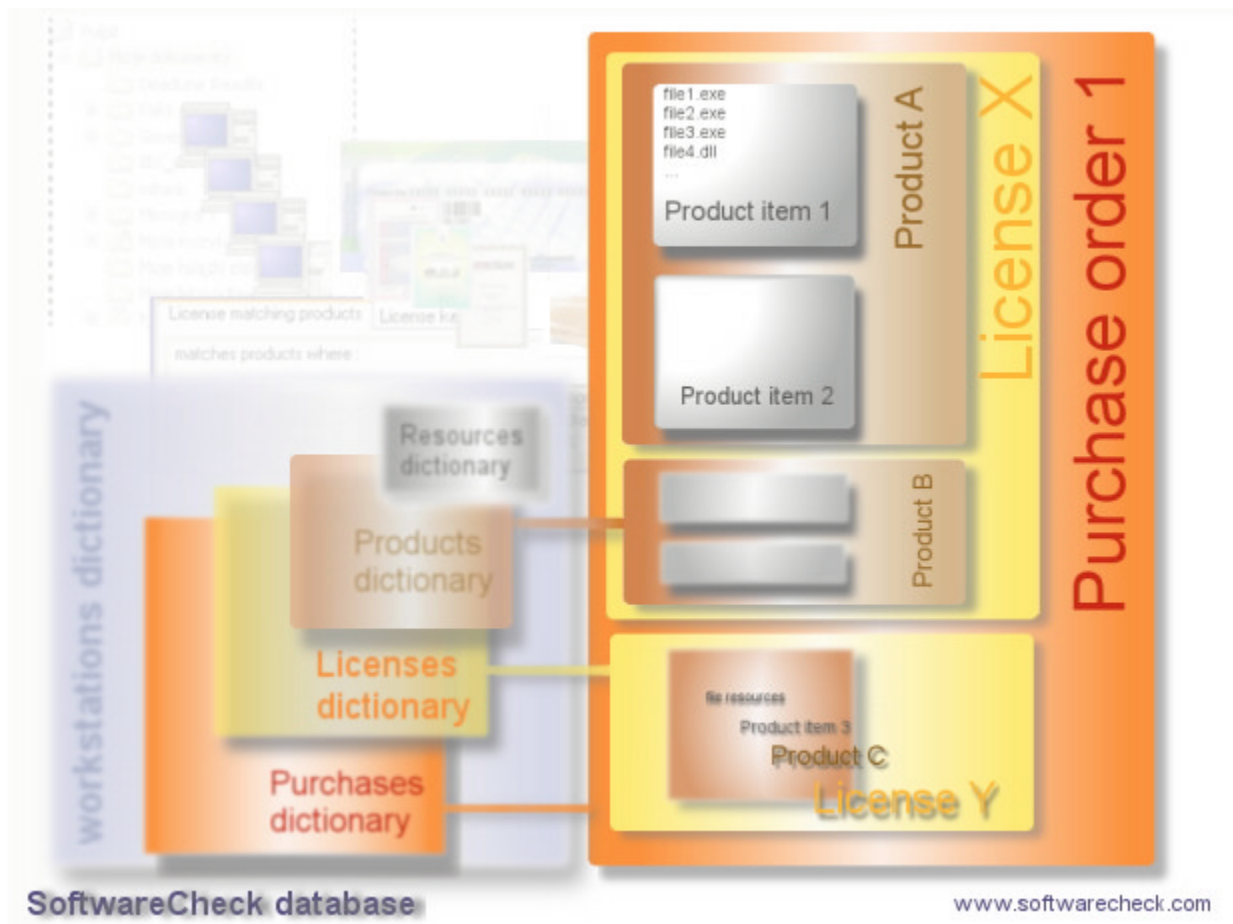 file1.exe
file2.exe
file3.exe
file4.dll
...
Product item 1
Product A
License X
Purchase order 1
Product item 2
License matching products
matches products where :
workstations dictionary
Resources
dictionary
Products
dictionary
Product B
Licenses
dictionary
file resources
Product item 3
Product C
License Y
Purchases
dictionary
SoftwareCheck database
www.softwarecheck.com